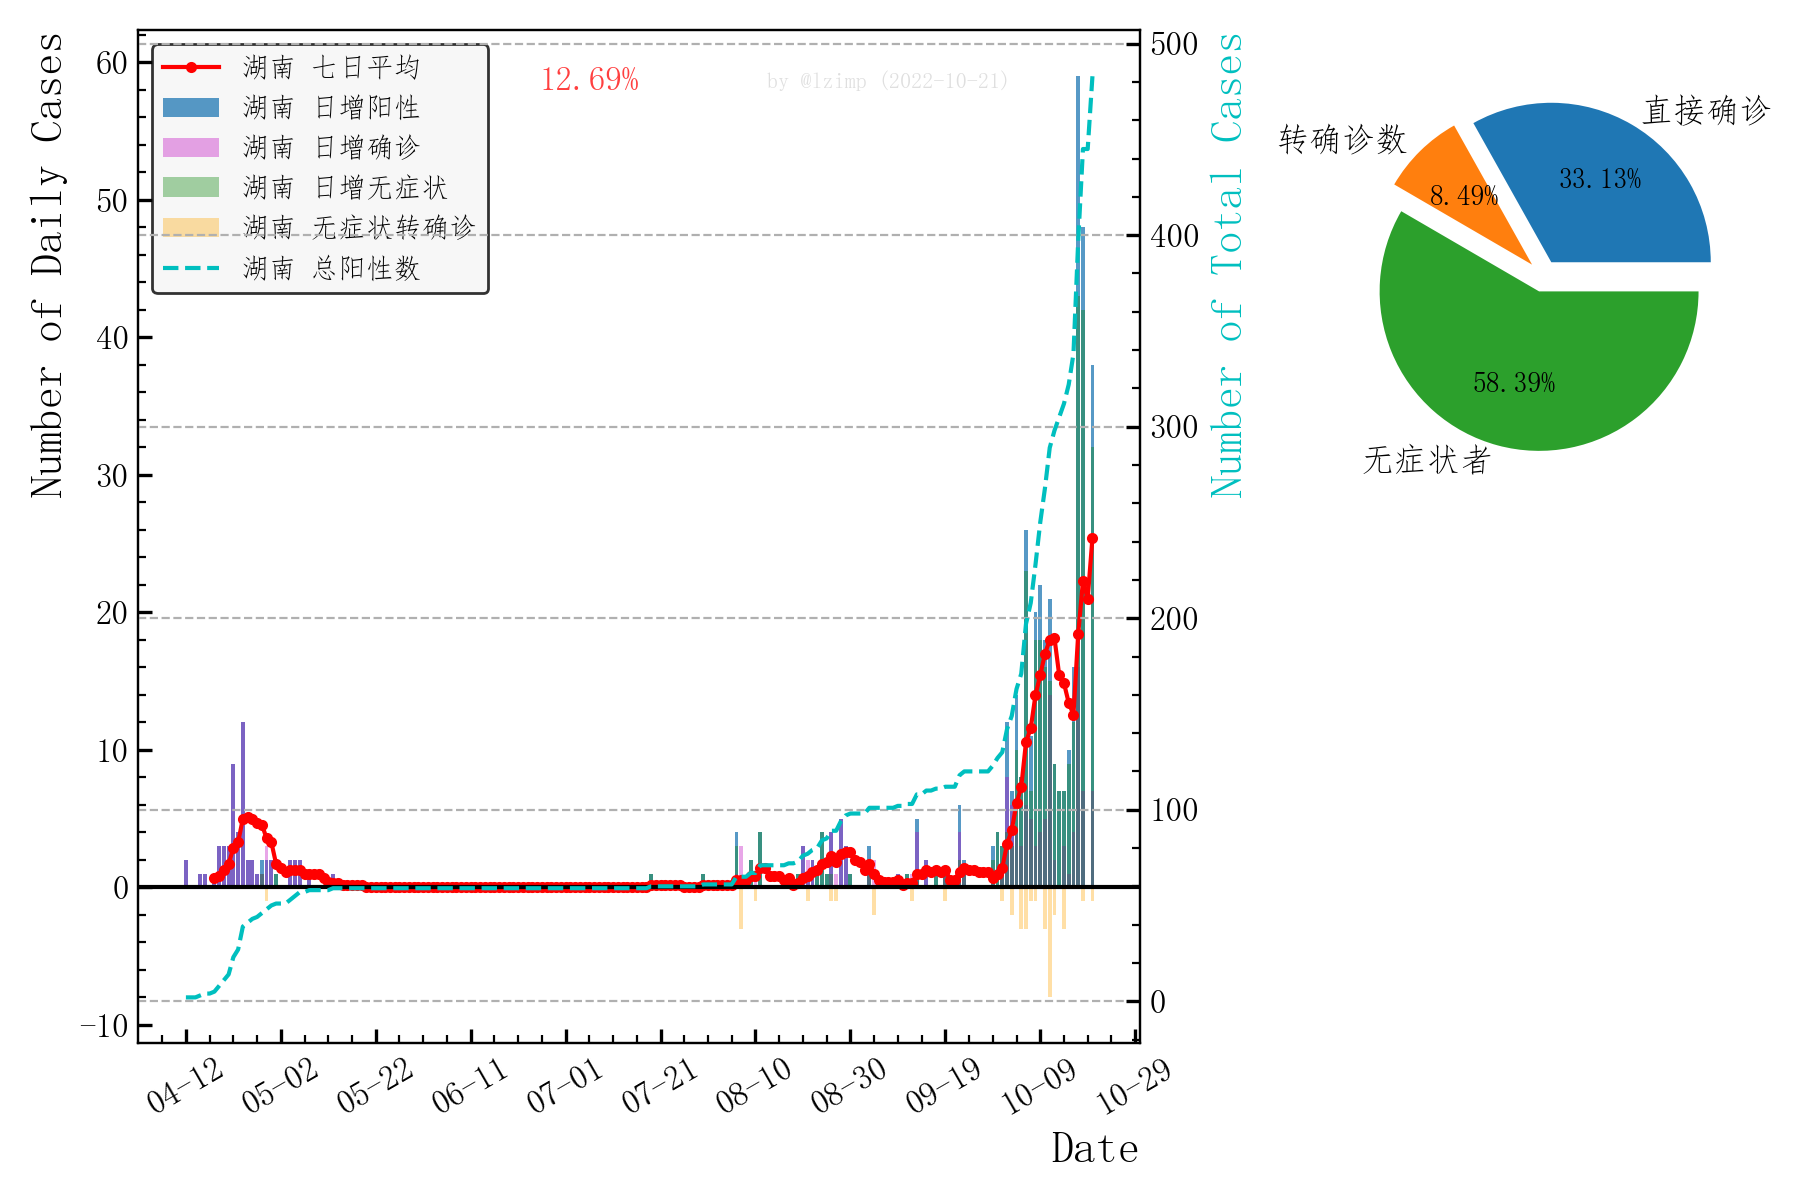 Number of Daily Cases
60
50
40
30
20
10
0
−10
湖南 七日平均
湖南 日增阳性
湖南 日增确诊
湖南 日增无症状
湖南 无症状转确诊
湖南 总阳性数
12.69%
by @lzimp (2022-10-21)
500
400
300
200
100
0
Number of Total Cases
04-12
05-02
05-22
06-11
07-01
07-21
08-10
08-30
09-19
10-09
10-29
Date
直接确诊
33.13%
转确诊数
8.49%
58.39%
无症状者